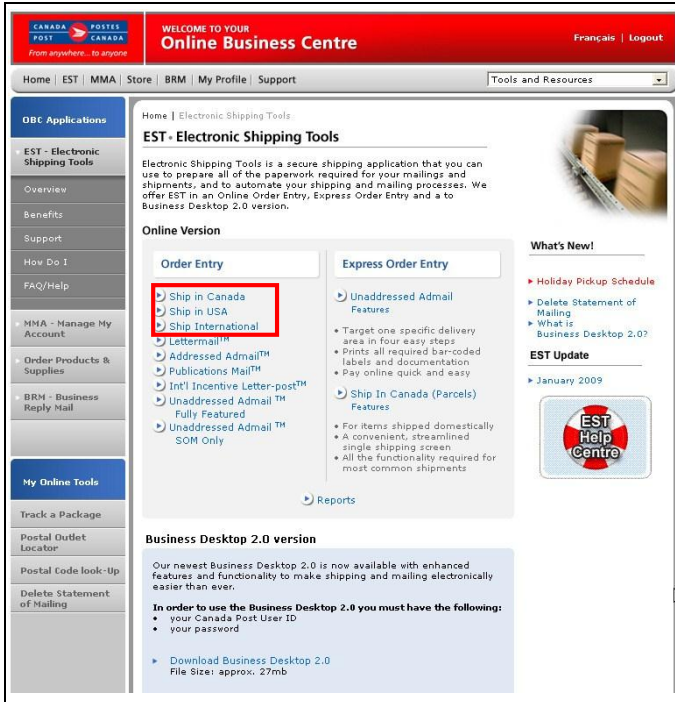 CANADA POSTES
POST CANADA
From anywhere... to anyone
WELCOME TO YOUR
Online Business Centre
Français | Logout
Home | EST | MMA | Store | BRM | My Profile | Support
Tools and Resources
OBC Applications
EST - Electronic
Shipping Tools
Overview
Benefits
Support
How Do I
FAQ/Help
MMA - Manage My
Account
Order Products &
Supplies
BRM - Business
Reply Mail
My Online Tools
Track a Package
Postal Outlet
Locator
Postal Code look-Up
Delete Statement
of Mailing
Home | Electronic Shipping Tools
EST • Electronic Shipping Tools
Electronic Shipping Tools is a secure shipping application that you can
use to prepare all of the paperwork required for your mailings and
shipments, and to automate your shipping and mailing processes. We
offer EST in an Online Order Entry, Express Order Entry and a to
Business Desktop 2.0 version.
Online Version
Order Entry
Ship in Canada
Ship in USA
Ship International
Lettermail™
Addressed Admail™
Publications Mail™
Int'l Incentive Letter-post™
Unaddressed Admail ™
Fully Featured
Unaddressed Admail ™
SOM Only
Express Order Entry
Unaddressed Admail
Features
• Target one specific delivery
area in four easy steps
• Prints all required bar-coded
labels and documentation
• Pay online quick and easy
Ship In Canada (Parcels)
Features
• For items shipped domestically
• A convenient, streamlined
single shipping screen
• All the functionality required for
most common shipments
Reports
Business Desktop 2.0 version
Our newest Business Desktop 2.0 is now available with enhanced
features and functionality to make shipping and mailing electronically
easier than ever.
In order to use the Business Desktop 2.0 you must have the following:
• your Canada Post User ID
• your password
Download Business Desktop 2.0
File Size: approx. 27mb
What's New!
Holiday Pickup Schedule
Delete Statement of
Mailing
What is
Business Desktop 2.0?
EST Update
January 2009
EST
Help
Centre